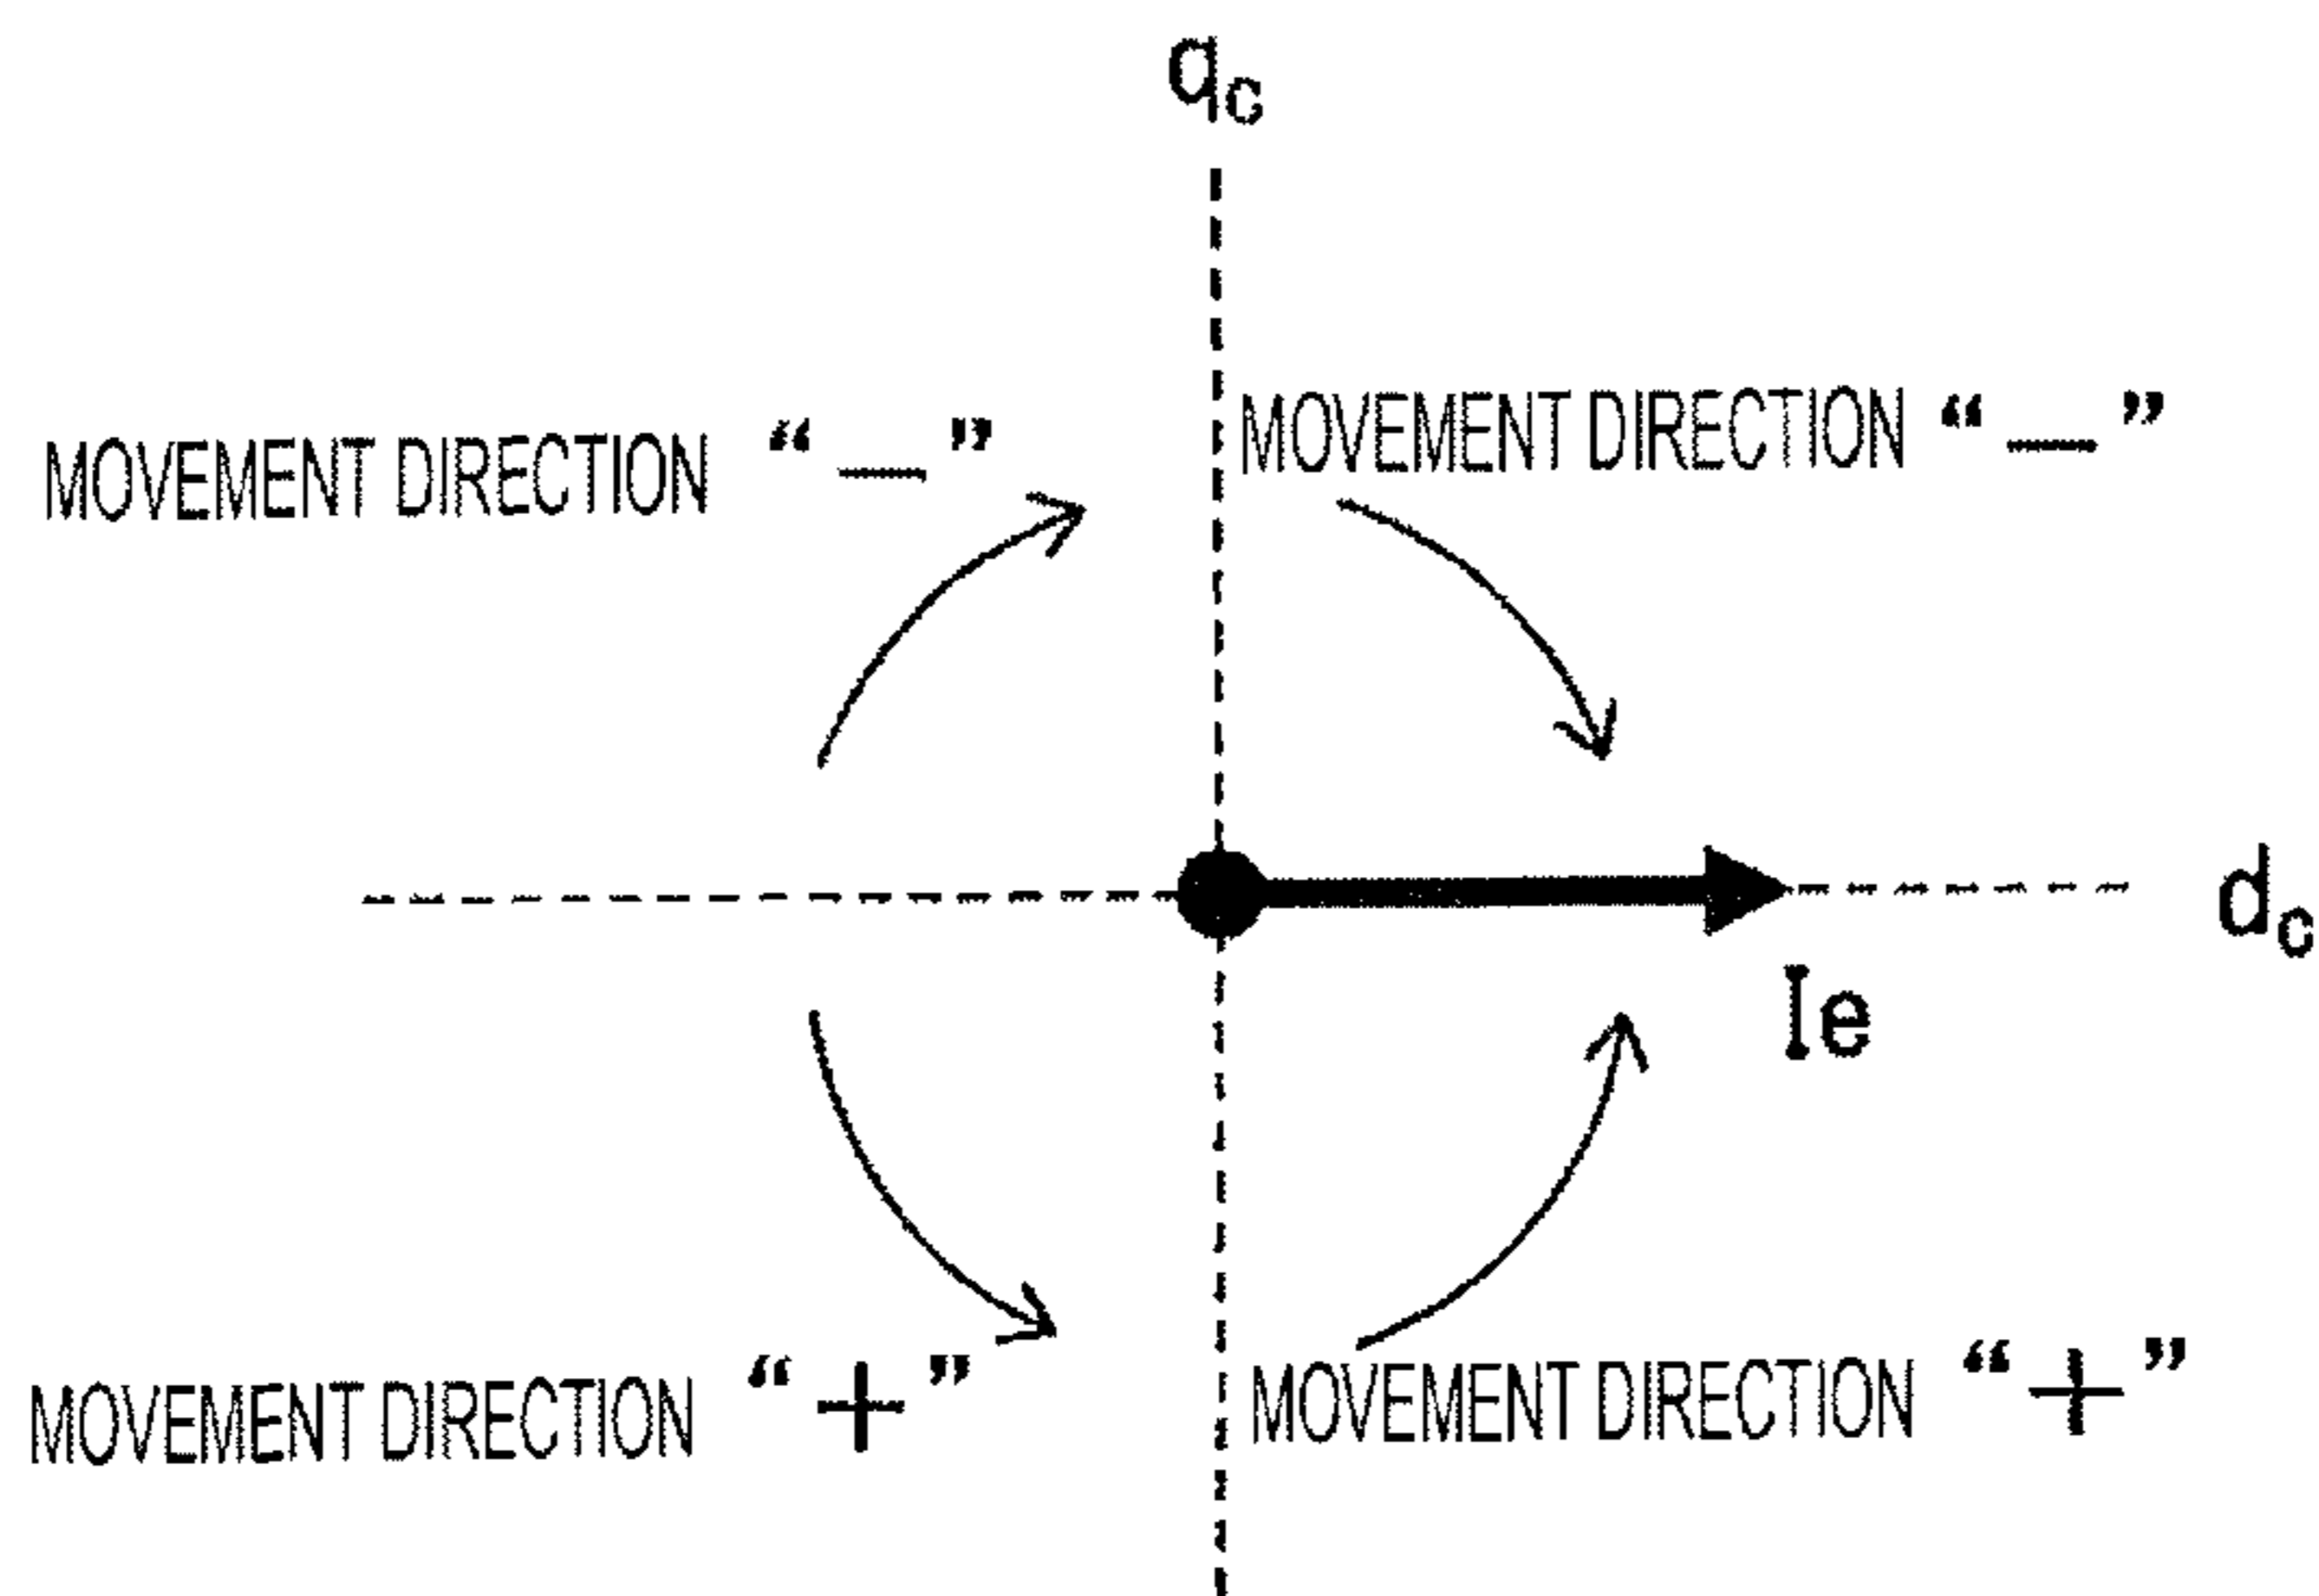 qc
MOVEMENT DIRECTION “—”
MOVEMENT DIRECTION “—”
dc
Ie
MOVEMENT DIRECTION “+”
MOVEMENT DIRECTION “+”